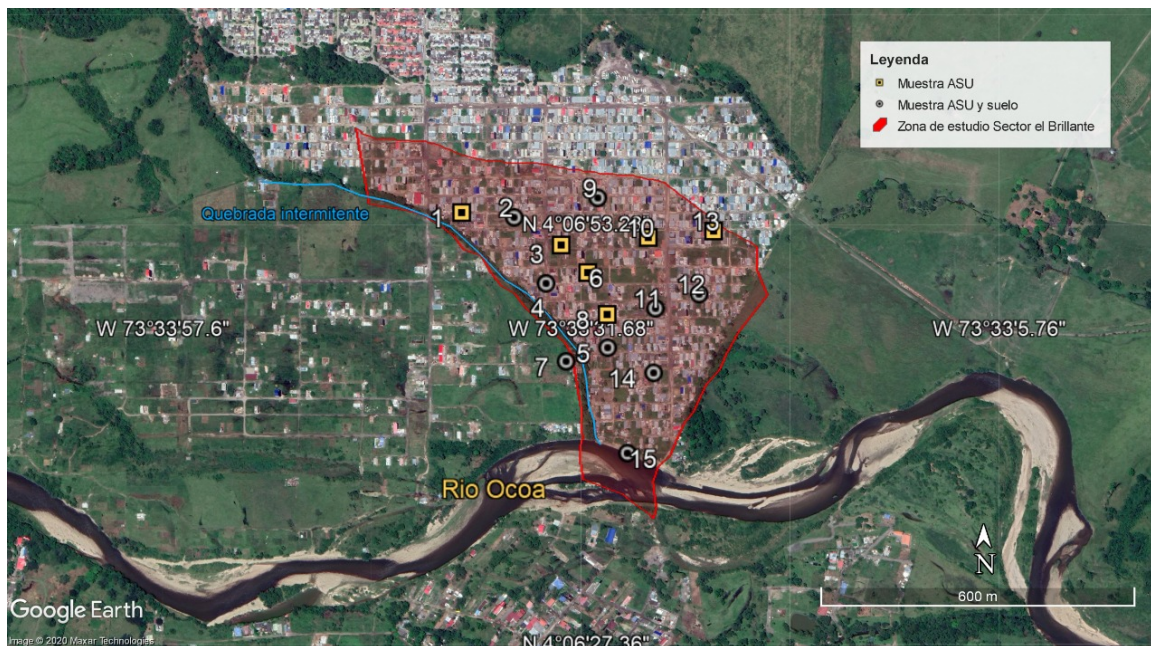 Leyenda
Muestra ASU
Muestra ASU y suelo
Zona de estudio Sector el Brillante
Quebrada intermitente
9
1
2
N 4°06'53.28"
10
13
3
6
12
4
8
11
W 73°33'57.6"
W 73°33'31.68"
W 73°33'5.76"
5
7
14
15
Rio Ocoa
N
600 m
Google Earth
Image © 2020 Maxar Technologies
N 4°06'27.36"